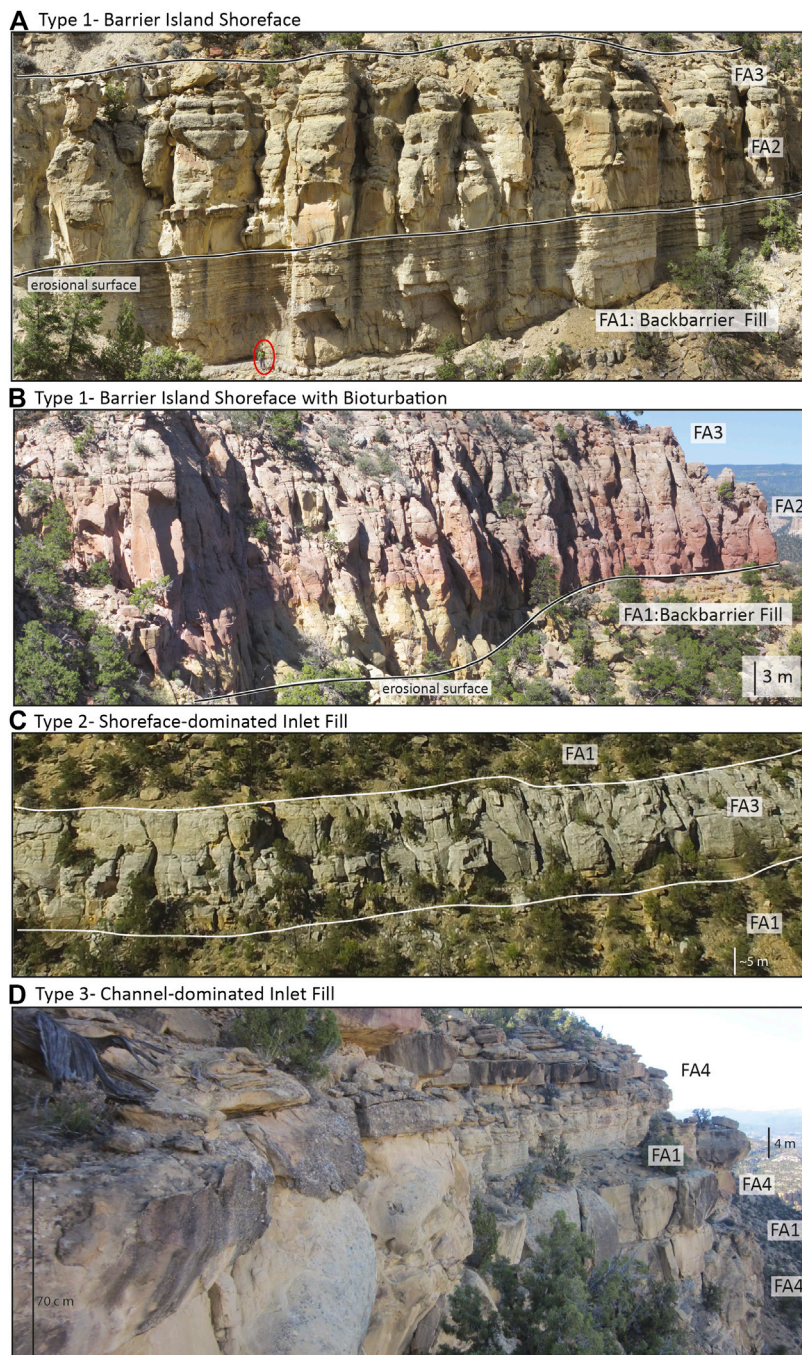 A Type 1- Barrier Island Shoreface
FA3
FA2
erosional surface
FA1: Backbarrier Fill
B Type 1- Barrier Island Shoreface with Bioturbation
FA3
FA2
FA1:Backbarrier Fill
3 m
erosional surface
C Type 2- Shoreface-dominated Inlet Fill
FA1
FA3
FA1
~5 m
D Type 3- Channel-dominated Inlet Fill
FA4
4 m
FA1
FA4
FA1
FA4
70 c m